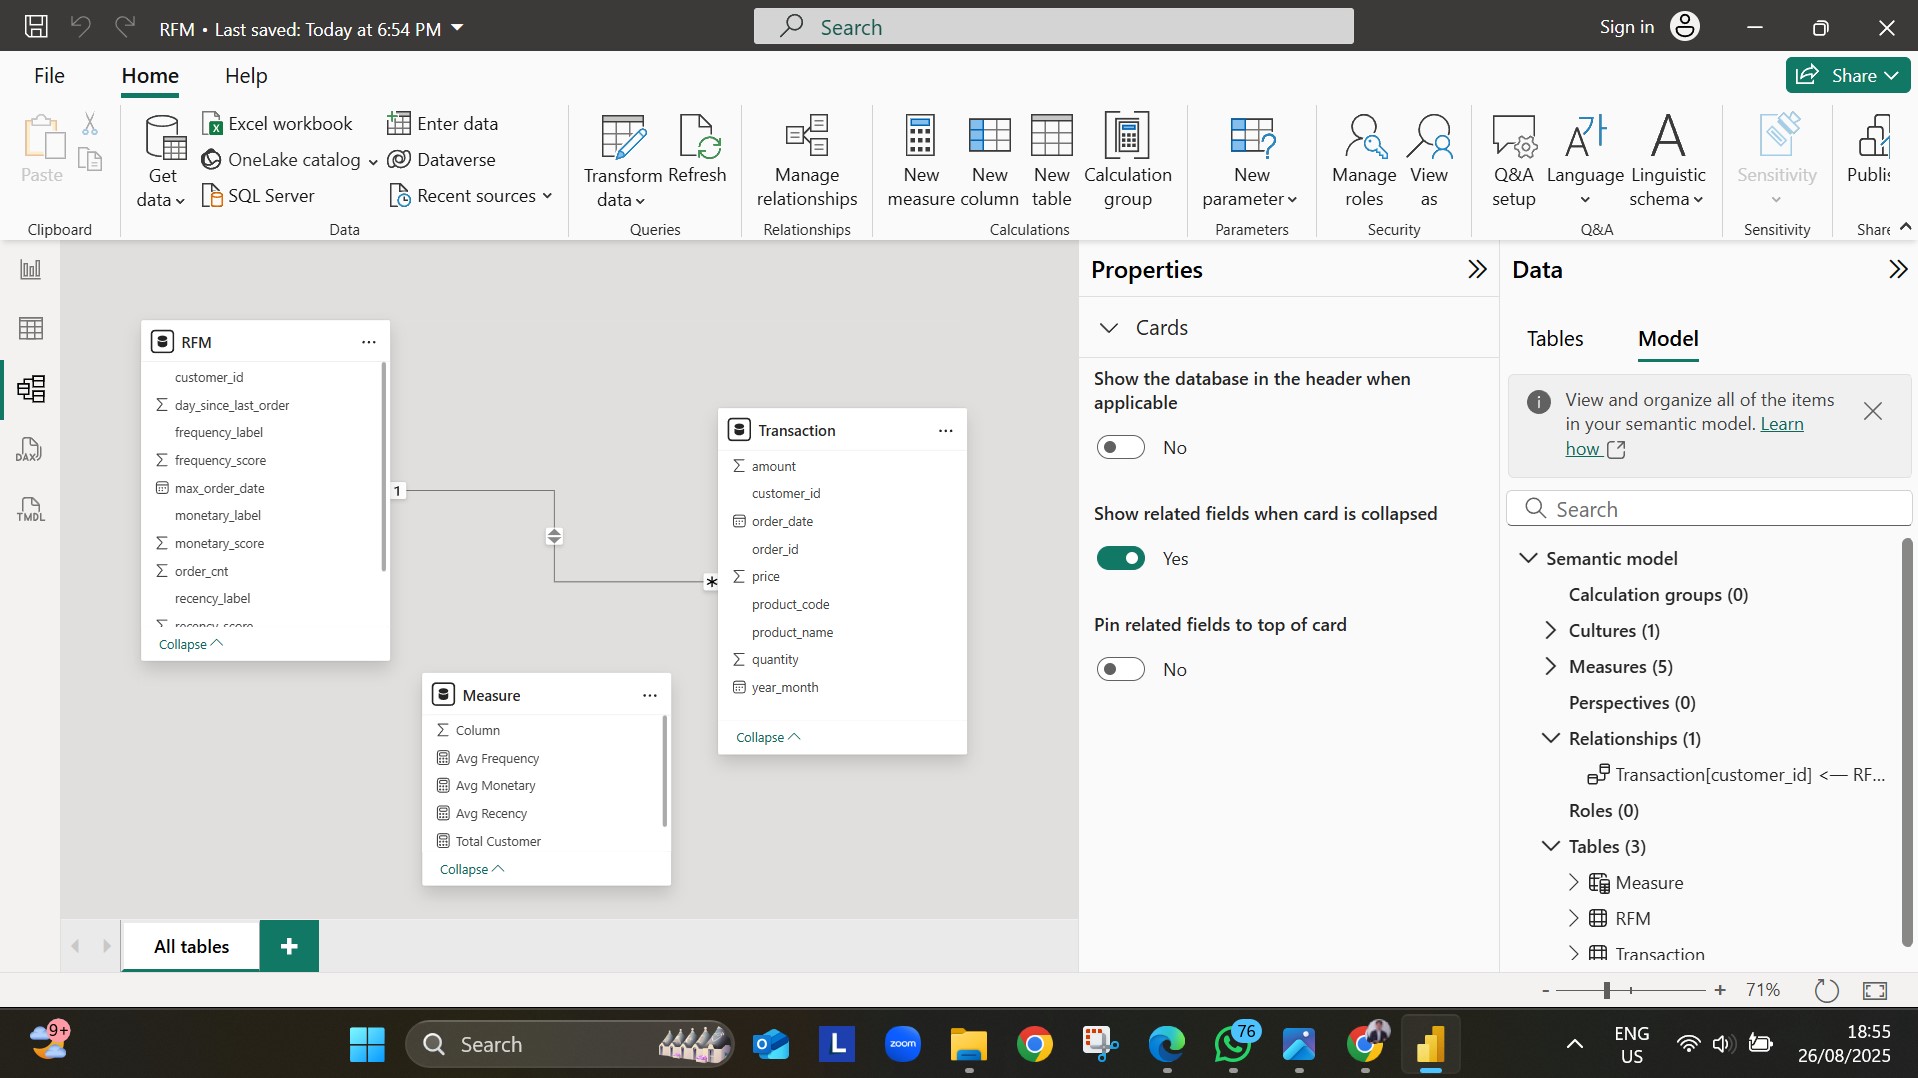 RFM • Last saved: Today at 6:54 PM
Search
Sign in
File
Home
Help
Share
Paste
Clipboard
Get data
Excel workbook
OneLake catalog
SQL Server
Enter data
Dataverse
Recent sources
Data
Transform data
Refresh
Queries
Manage relationships
Relationships
New measure
New column
New table
Calculation group
Calculations
New parameter
Parameters
Manage roles
View as
Security
Q&A setup
Language
Linguistic schema
Q&A
Sensitivity
Sensitivity
Publis
Share
DAX
TMDL
RFM
customer_id
day_since_last_order
frequency_label
frequency_score
max_order_date
monetary_label
monetary_score
order_cnt
recency_label
recency_score
Collapse
1
*
Transaction
amount
customer_id
order_date
order_id
price
product_code
product_name
quantity
year_month
Collapse
Measure
Column
Avg Frequency
Avg Monetary
Avg Recency
Total Customer
Collapse
All tables
Properties
Cards
Show the database in the header when
applicable
No
Show related fields when card is collapsed
Yes
Pin related fields to top of card
No
Data
Tables
Model
View and organize all of the items
in your semantic model. Learn
how
Search
Semantic model
Calculation groups (0)
Cultures (1)
Measures (5)
Perspectives (0)
Relationships (1)
Transaction[customer_id] <— RF...
Roles (0)
Tables (3)
Measure
RFM
Transaction
- + 71%
9+
Search
L
zoom
76
ENG
US
18:55
26/08/2025